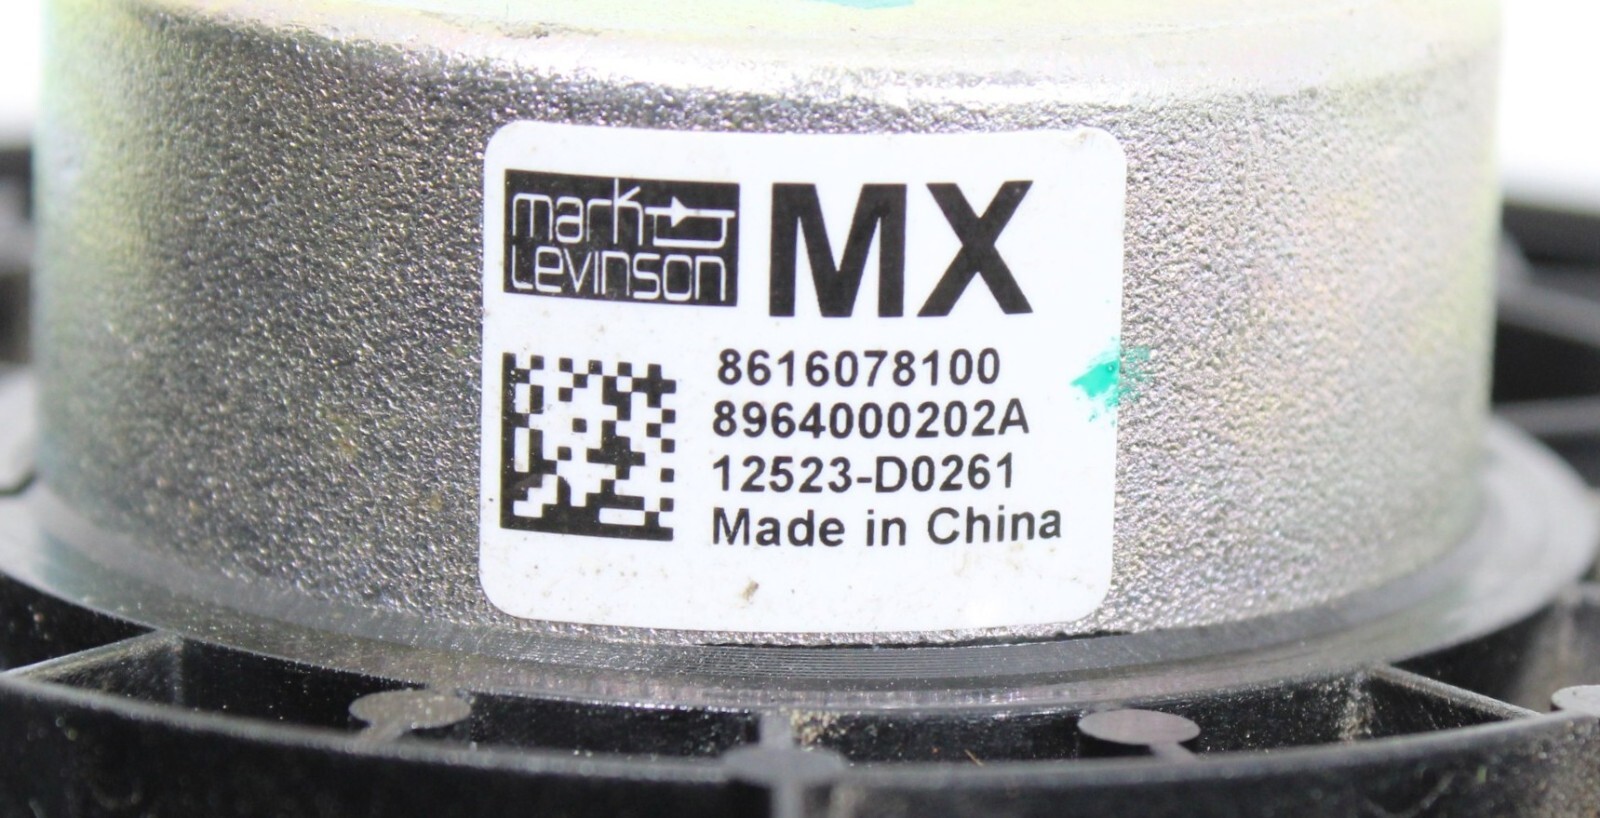 mark
Levinson
MX
8616078100
8964000202A
12523-D0261
Made in China